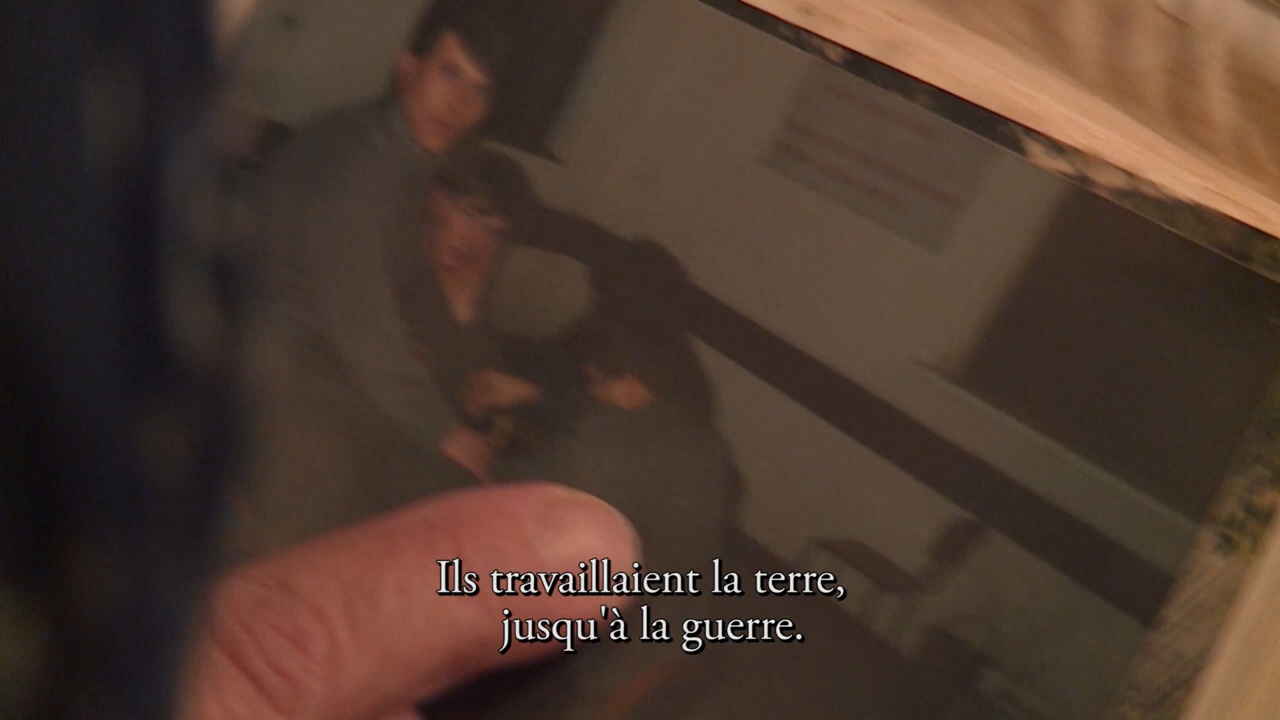 Ils travaillaient la terre,
jusqu'à la guerre.